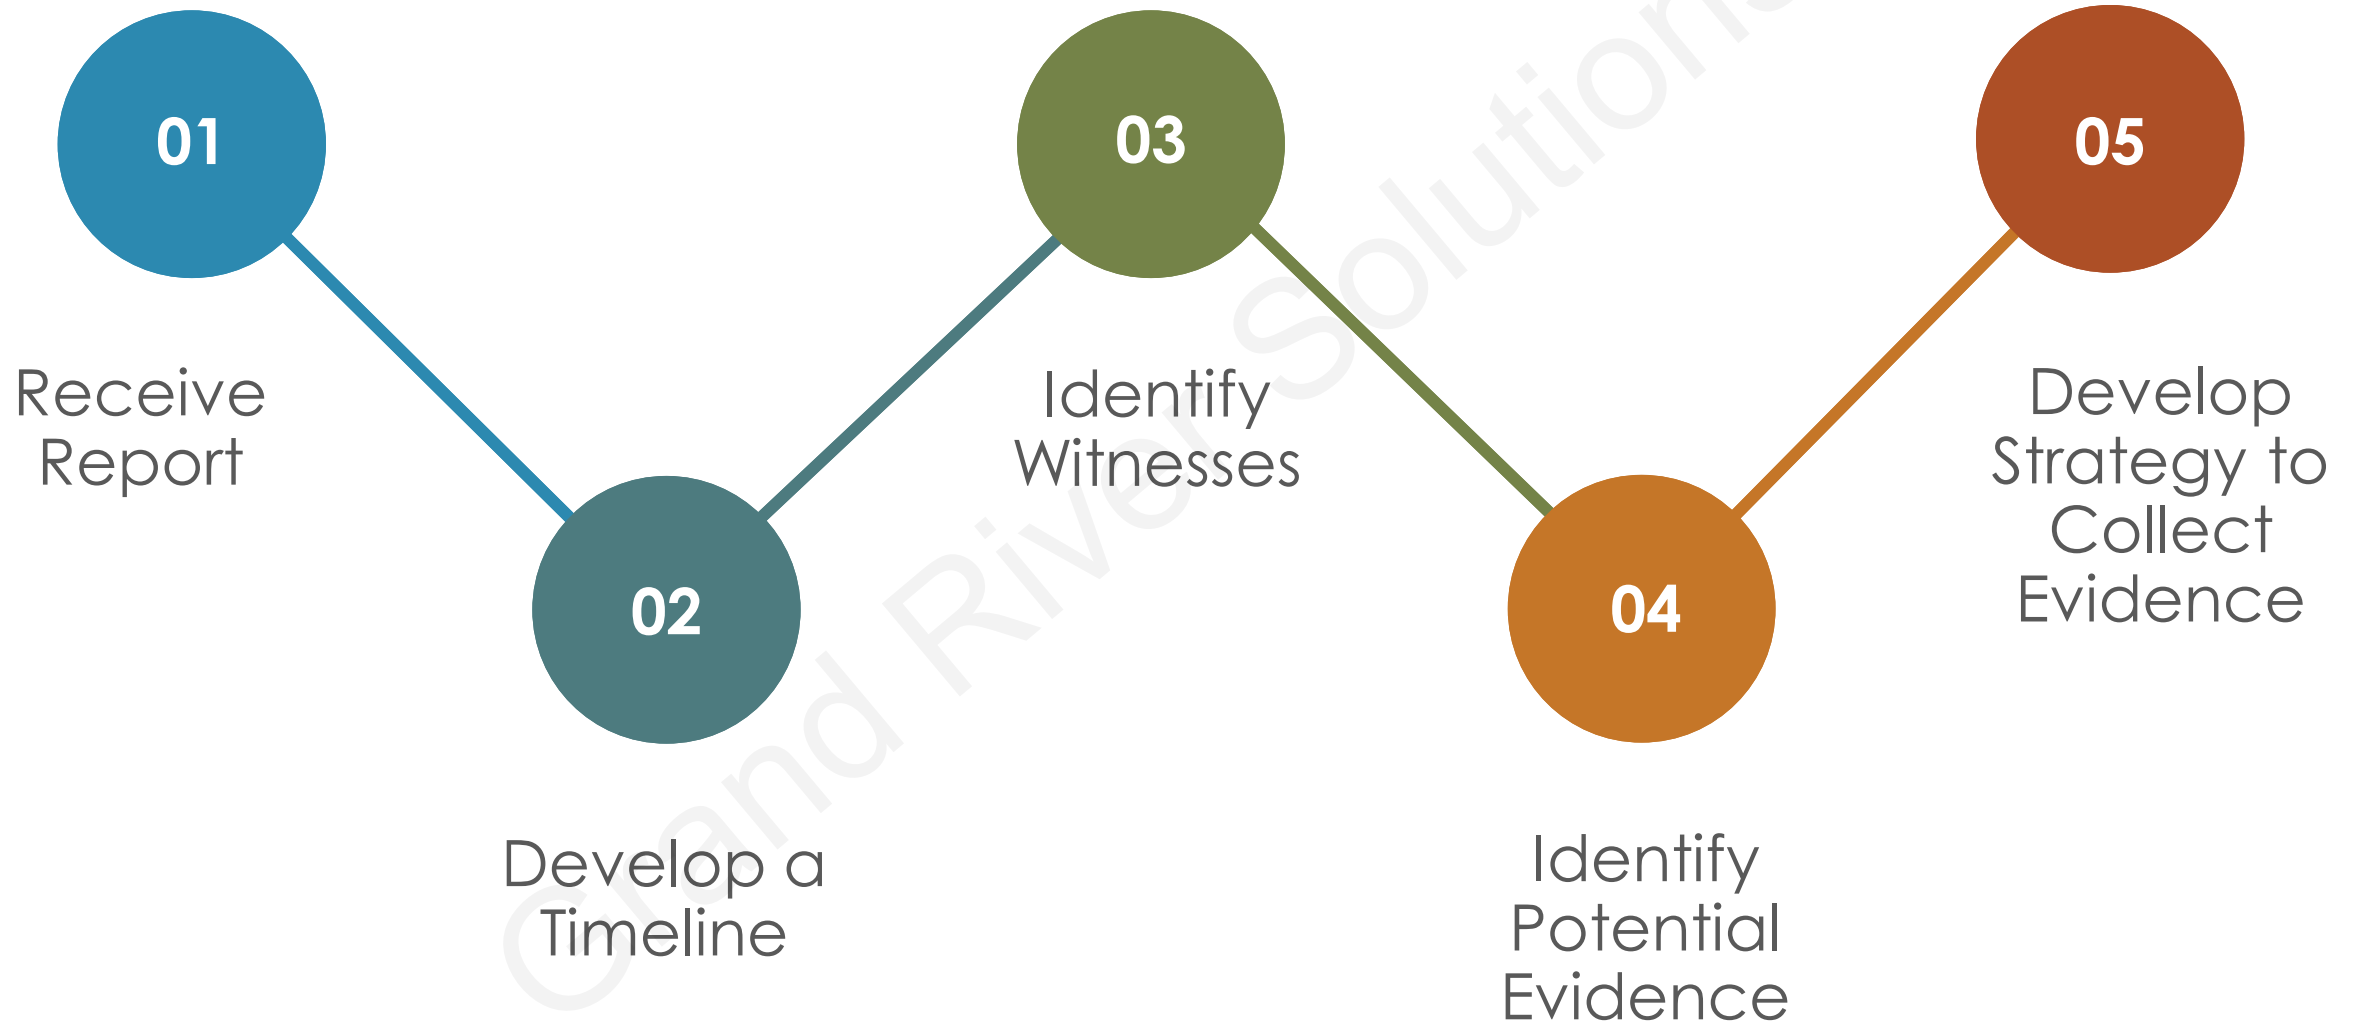 01
Receive
Report
02
Develop a
Timeline
03
Identify
Witnesses
04
Identify
Potential
Evidence
05
Develop
Strategy to
Collect
Evidence
Grand River Solutions